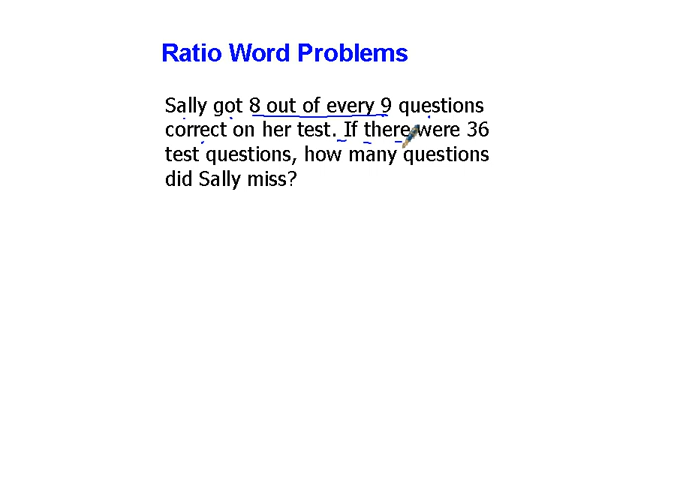 Ratio Word Problems
Sally got 8 out of every 9 questions
correct on her test. If there were 36
test questions, how many questions
did Sally miss?